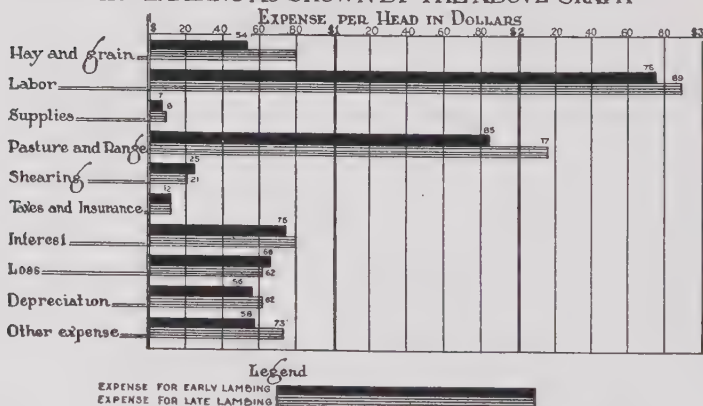 EXPENSE PER HEAD IN DOLLARS
$ 20 40 60 80 $1 20 40 60 80 $2 20 40 60 80 $3
Hay and grain 54
Labor 75
89
Supplies 7
8
Pasture and Range 85
17
Shearing 25
21
Taxes and Insurance 12
Interest 75
Loss 68
62
Depreciation 56
62
Other expense 58
73
Legend
EXPENSE FOR EARLY LAMBING
EXPENSE FOR LATE LAMBING